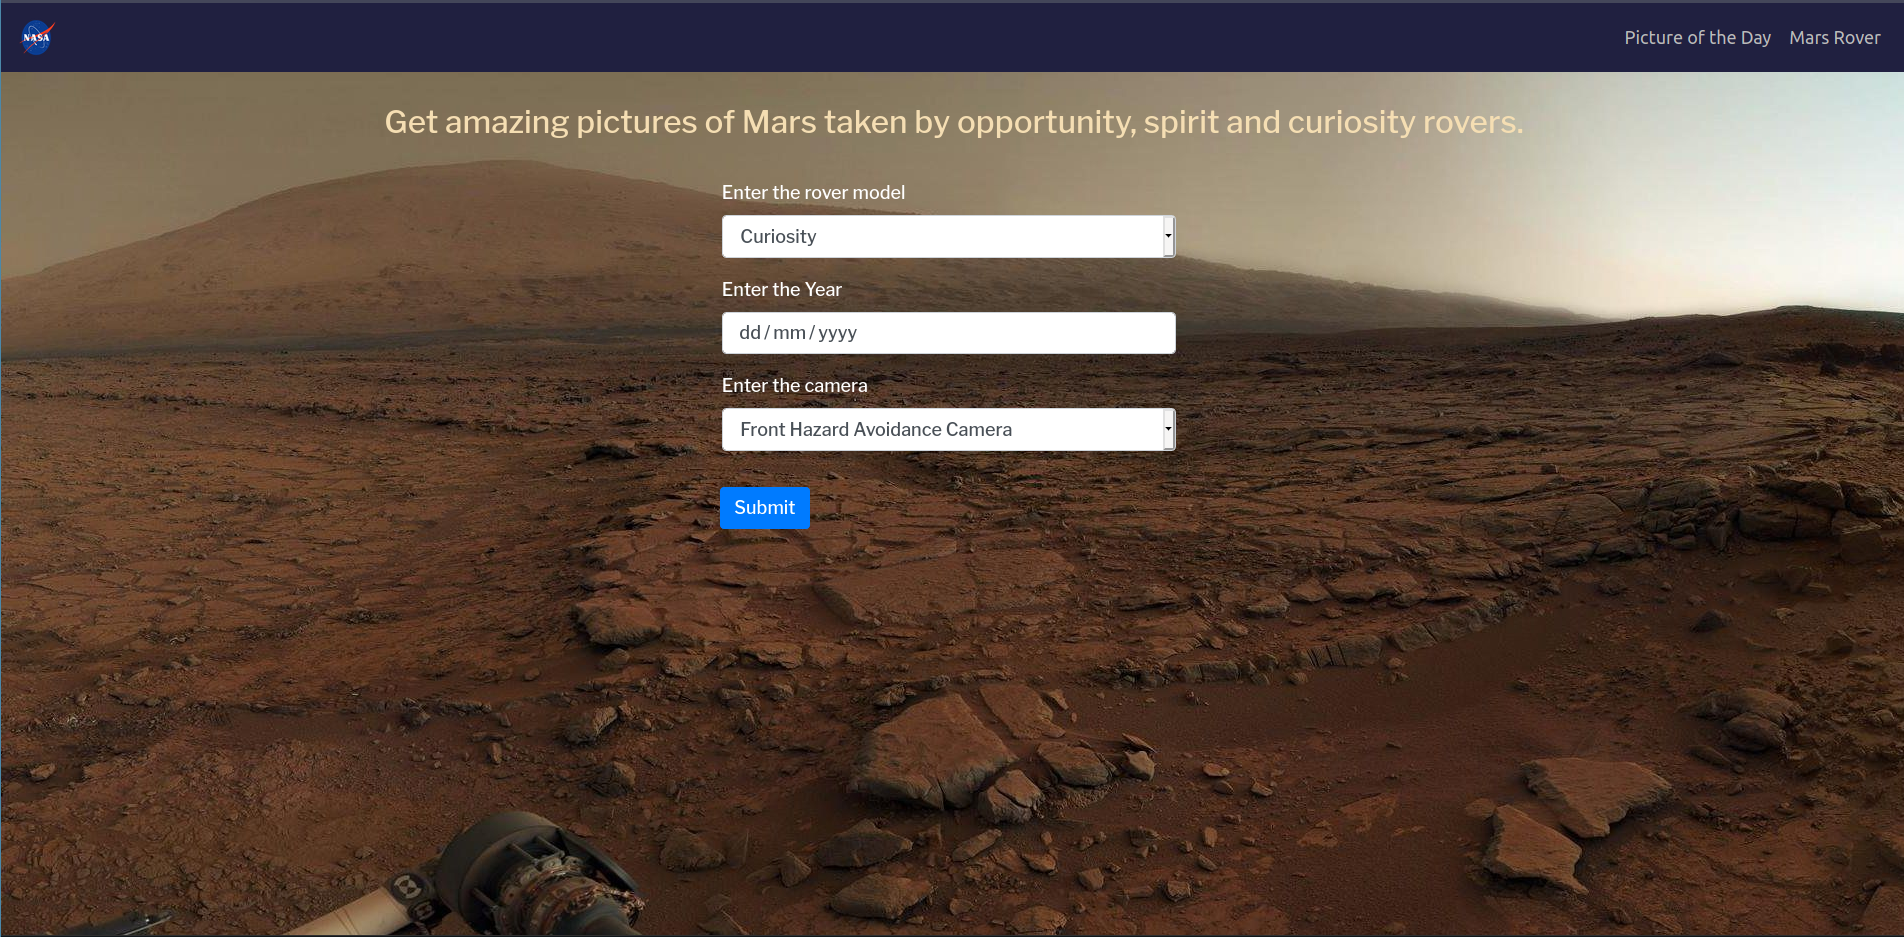 NASA
Picture of the Day Mars Rover
Get amazing pictures of Mars taken by opportunity, spirit and curiosity rovers.
Enter the rover model
Curiosity
Enter the Year
dd/mm/yyyy
Enter the camera
Front Hazard Avoidance Camera
Submit